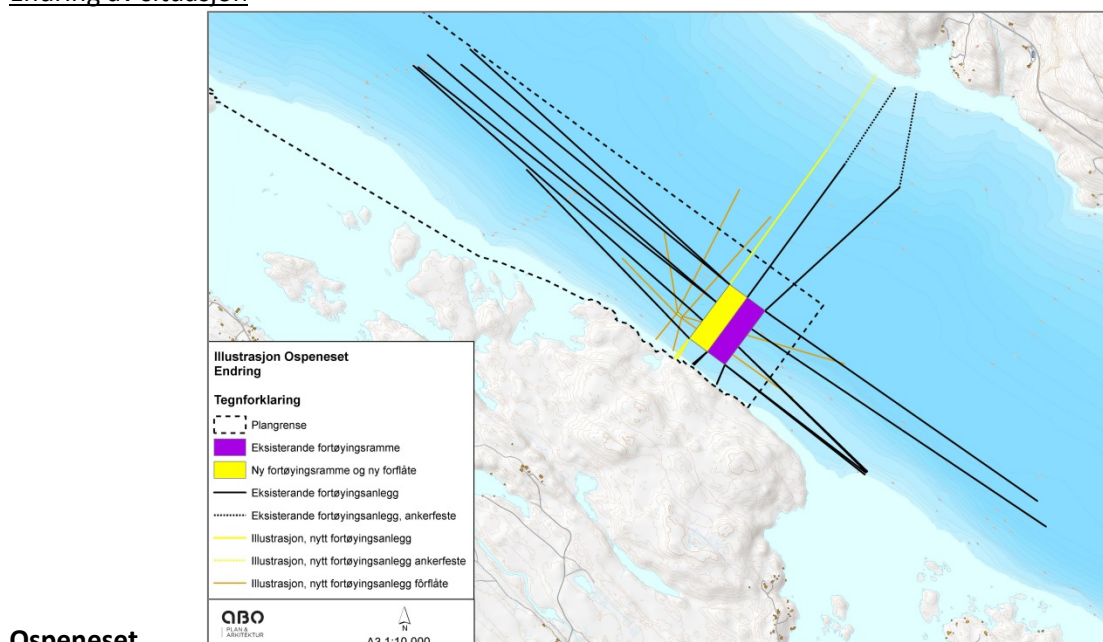 Endring av situasjon
Illustrasjon Ospeneset
Endring
Tegnforklaring
Plangrense
Eksisterande fortøyingsramme
Ny fortøyingsramme og ny forflåte
Eksisterande fortøyingsanlegg
Eksisterande fortøyingsanlegg, ankerfeste
Illustrasjon, nytt fortøyingsanlegg
Illustrasjon, nytt fortøyingsanlegg ankerfeste
Illustrasjon, nytt fortøyingsanlegg fôrflåte
ABO
PLAN &
ARKITEKTUR
N
A3 1:10 000
Ospeneset